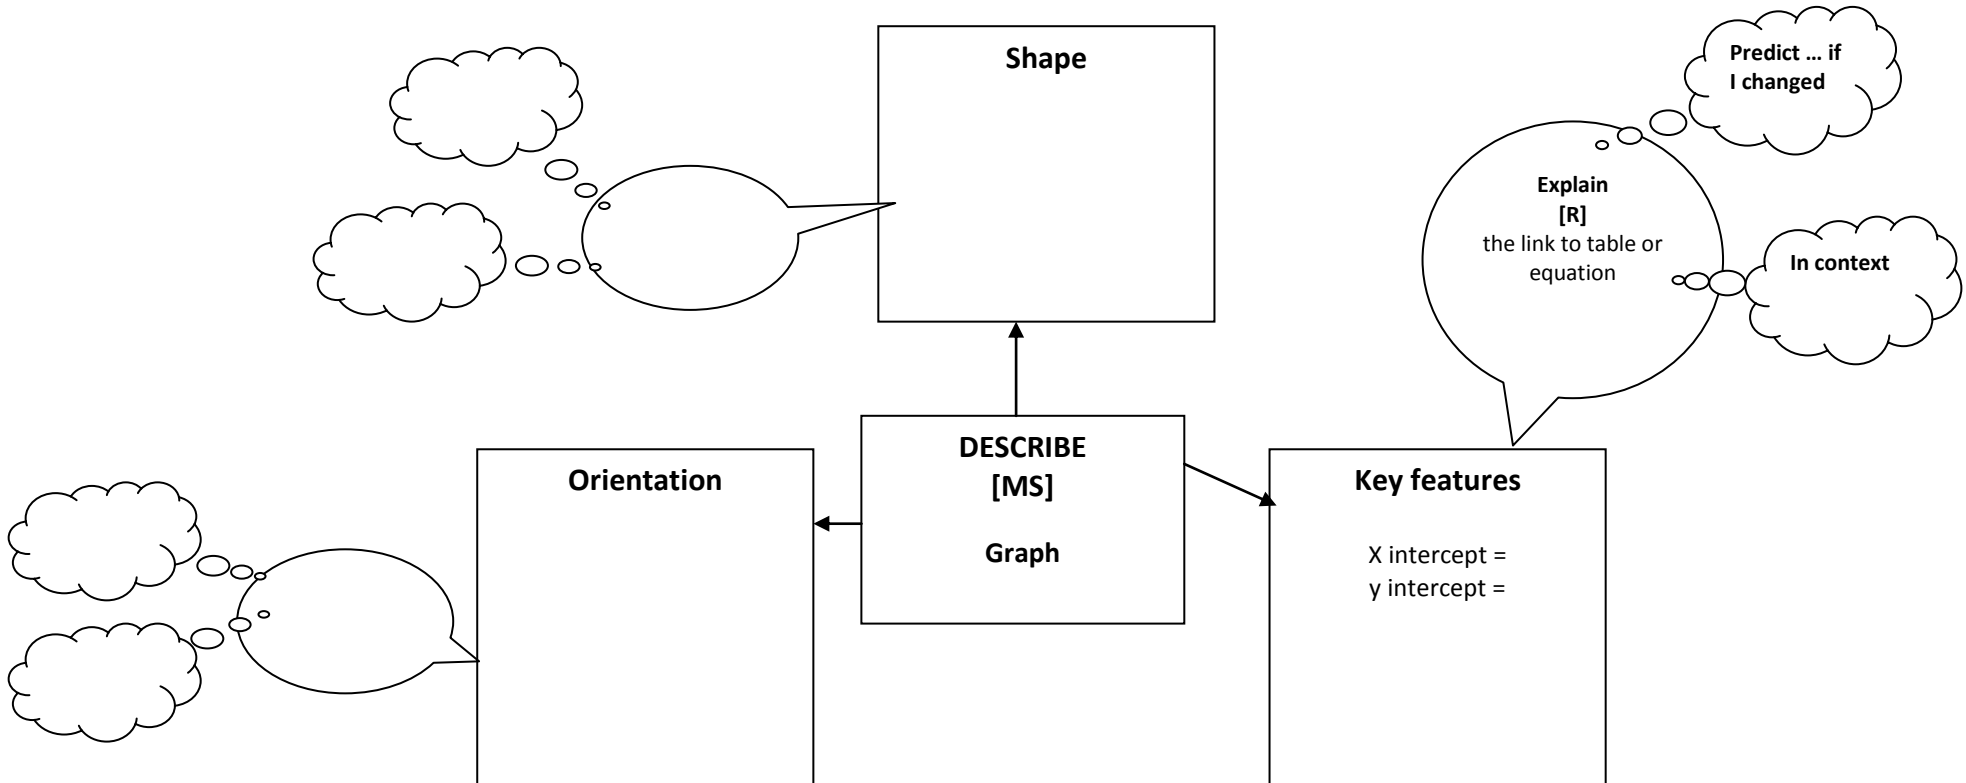 Shape
Predict ... if
I changed
Explain
[R]
the link to table or
equation
In context
DESCRIBE
[MS]
Graph
Orientation
Key features
X intercept =
y intercept =